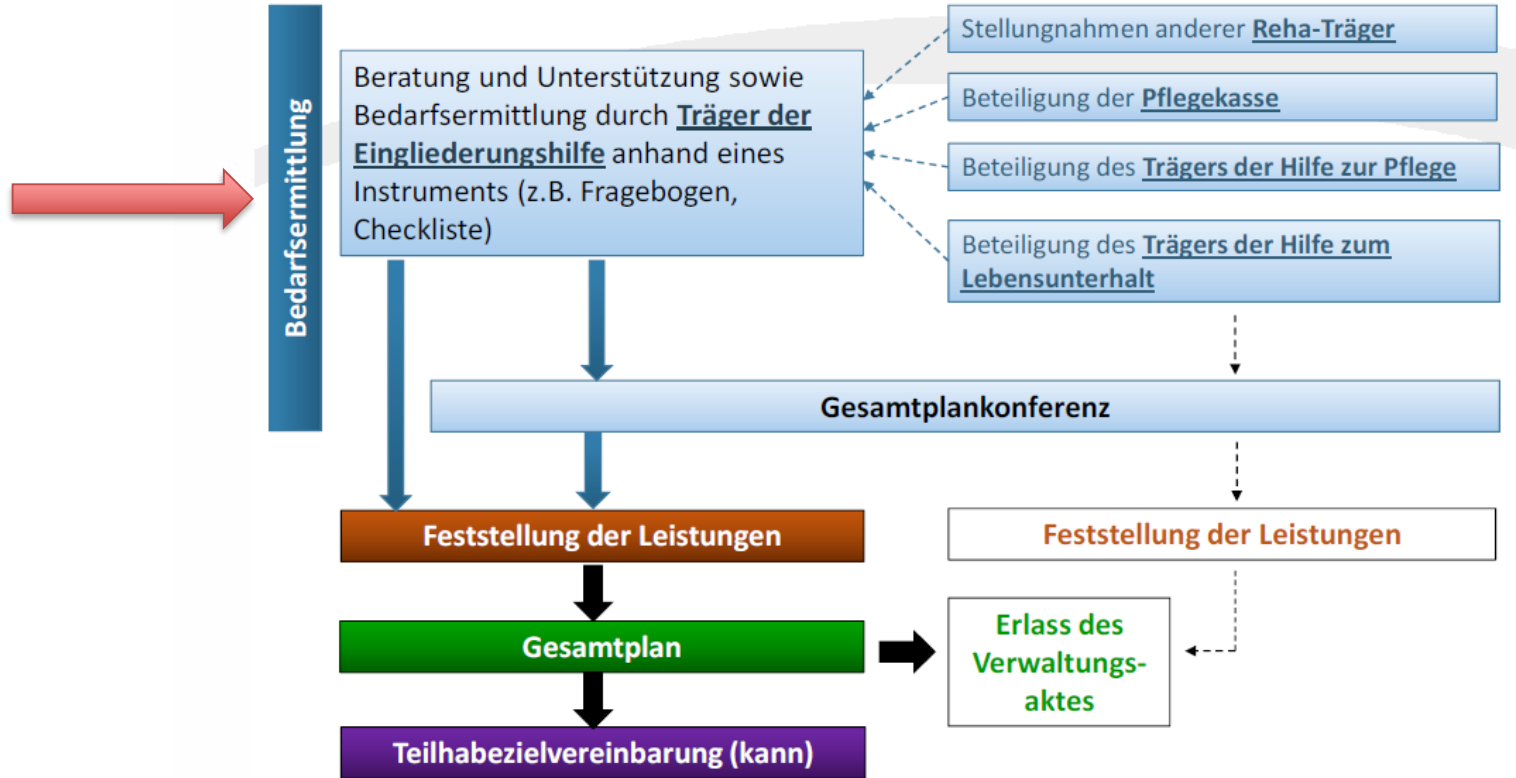 Bedarfsermittlung
Beratung und Unterstützung sowie
Bedarfsermittlung durch Träger der
Eingliederungshilfe anhand eines
Instruments (z.B. Fragebogen,
Checkliste)
Stellungnahmen anderer Reha-Träger
Beteiligung der Pflegekasse
Beteiligung des Trägers der Hilfe zur Pflege
Beteiligung des Trägers der Hilfe zum
Lebensunterhalt
Gesamtplankonferenz
Feststellung der Leistungen
Feststellung der Leistungen
Gesamtplan
Erlass des
Verwaltungs-
aktes
Teilhabezielvereinbarung (kann)